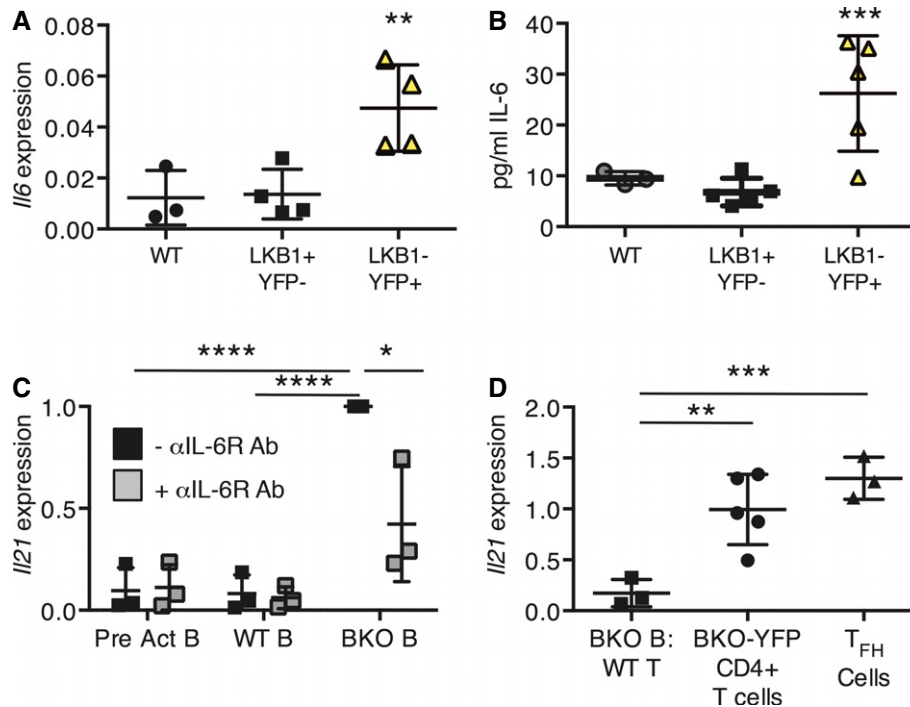 A
Il6 expression
0.08
0.06
0.04
0.02
0.00
**
WT
LKB1+
YFP-
LKB1-
YFP+
B
pg/ml IL-6
40
30
20
10
0
***
WT
LKB1+
YFP-
LKB1-
YFP+
C
Il21 expression
1.0
0.5
0.0
****
*
****
- αIL-6R Ab
+ αIL-6R Ab
Pre Act B
WT B
BKO B
D
Il21 expression
2.0
1.5
1.0
0.5
0.0
***
**
BKO B:
WT T
BKO-YFP
CD4+
T cells
TFH
Cells